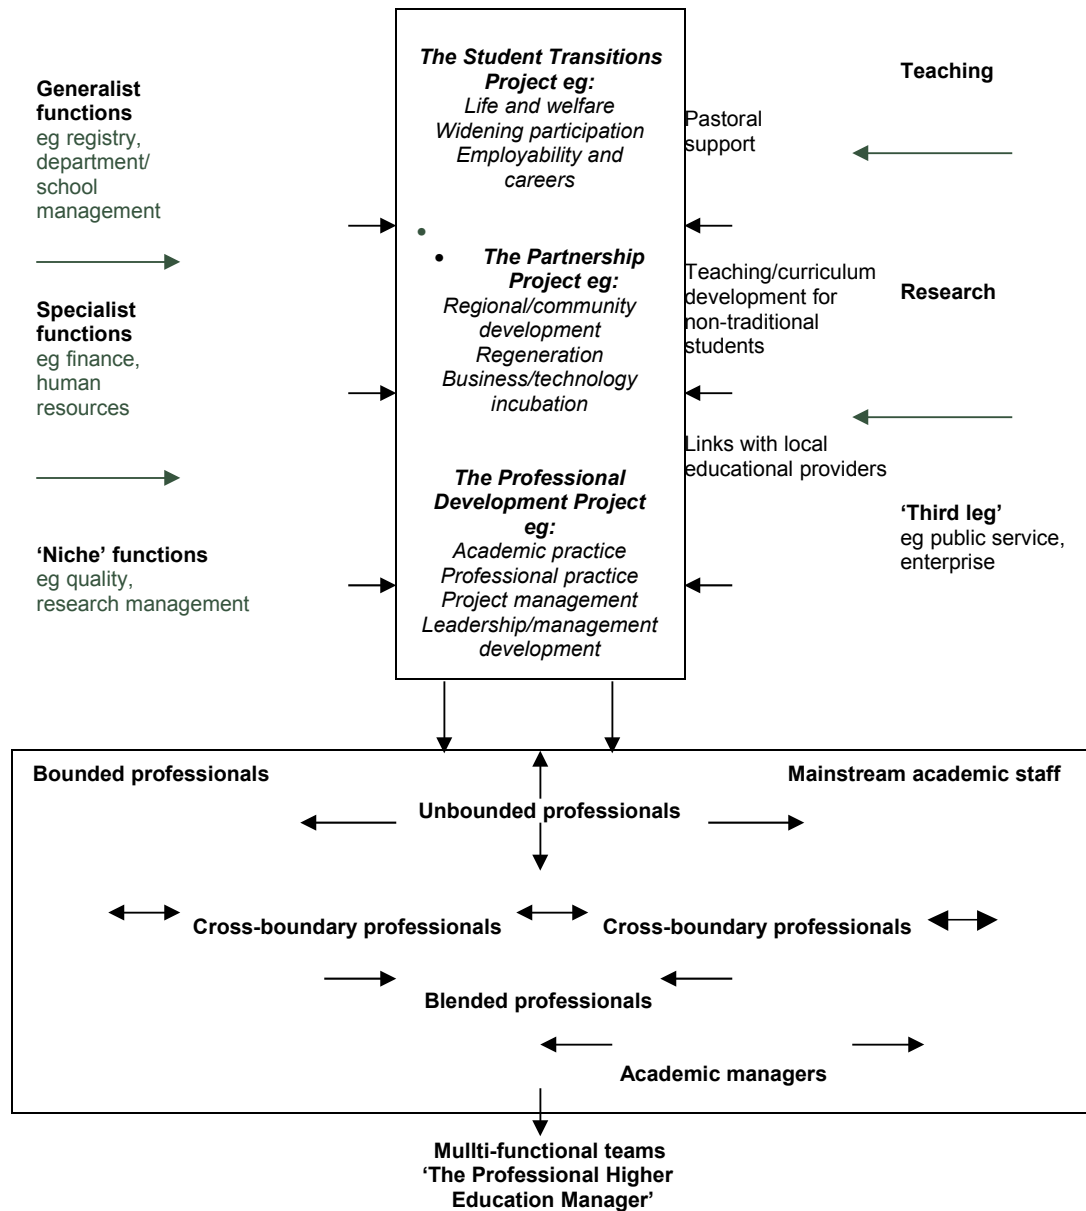 Generalist
functions
eg registry,
department/
school
management
Specialist
functions
eg finance,
human
resources
‘Niche’ functions
eg quality,
research management
The Student Transitions
Project eg:
Life and welfare
Widening participation
Employability and
careers
• The Partnership
Project eg:
Regional/community
development
Regeneration
Business/technology
incubation
The Professional
Development Project
eg:
Academic practice
Professional practice
Project management
Leadership/management
development
Pastoral
support
Teaching/curriculum
development for
non-traditional
students
Links with local
educational providers
Teaching
Research
‘Third leg’
eg public service,
enterprise
Bounded professionals
Mainstream academic staff
Unbounded professionals
Cross-boundary professionals
Cross-boundary professionals
Blended professionals
Academic managers
Mullti-functional teams
‘The Professional Higher
Education Manager’